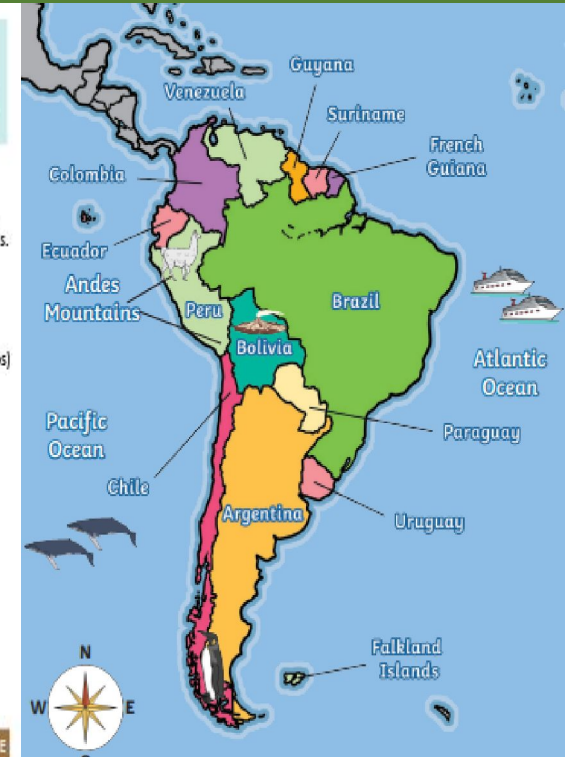 Guyana
Venezuela
Suriname
French
Guiana
Colombia
s.
Ecuador
Andes
Mountains
Peru
Brazil
Bolivia
s)
Atlantic
Ocean
Pacific
Ocean
Paraguay
Chile
Argentina
Uruguay
Falkland
Islands
N
W
E
E